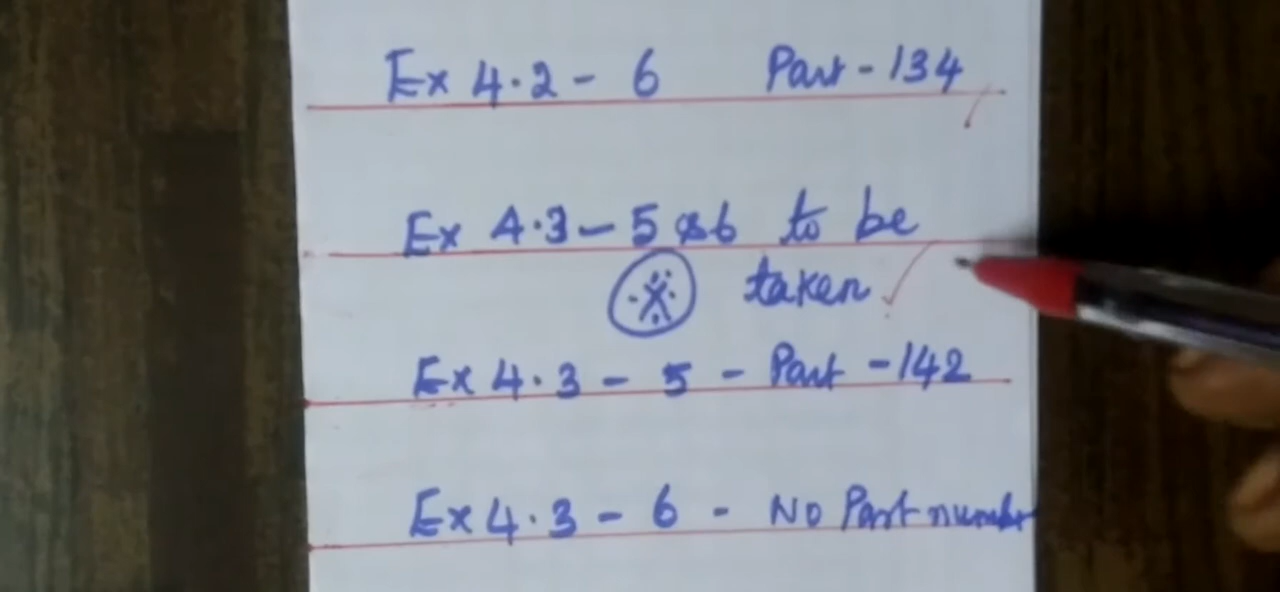 Ex 4.2 - 6 Part - 134
Ex 4.3 - 5 & 6 to be
taken
Ex 4.3 - 5 - Part - 142
Ex 4.3 - 6 - No Part number